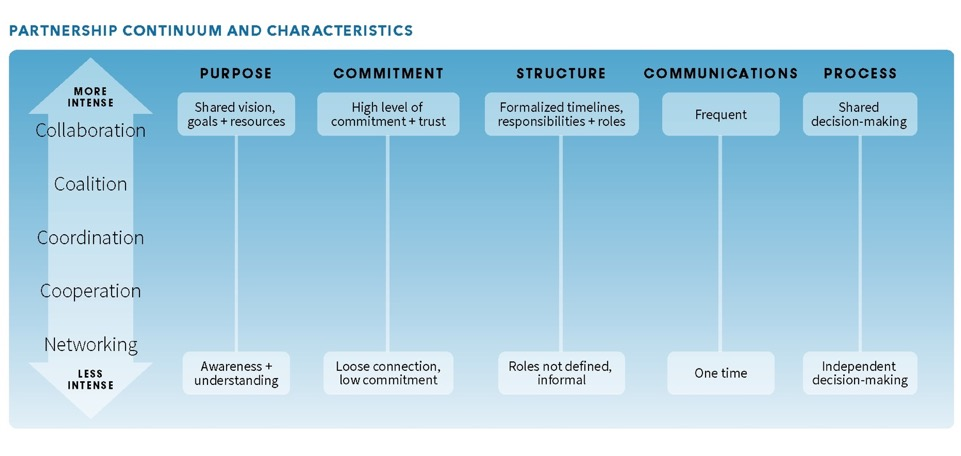 PARTNERSHIP CONTINUUM AND CHARACTERISTICS
PURPOSE
COMMITMENT
STRUCTURE
COMMUNICATIONS
PROCESS
MORE
INTENSE
Shared vision,
goals + resources
High level of
commitment + trust
Formalized timelines,
responsibilities + roles
Frequent
Shared
decision-making
Collaboration
Coalition
Coordination
Cooperation
Networking
LESS
INTENSE
Awareness +
understanding
Loose connection,
low commitment
Roles not defined,
informal
One time
Independent
decision-making